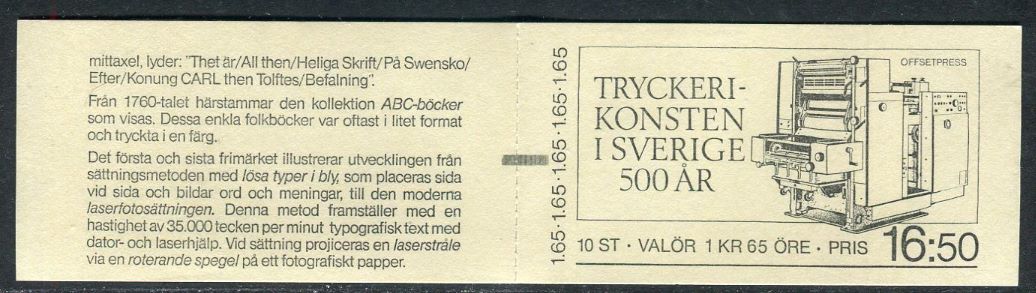 mittaxel, lyder: "Thet är/All then/Heliga Skrift/På Swensko/
Efter/Konung CARL then Tolftes/Befalning".
Från 1760-talet härstammar den kollektion ABC-böcker
som visas. Dessa enkla folkböcker var oftast i litet format
och tryckta i en färg.
Det första och sista frimärket illustrerar utvecklingen från
sättningsmetoden med lösa typer i bly, som placeras sida
vid sida och bildar ord och meningar, till den moderna
laserfotosättningen. Denna metod framställer med en
hastighet av 35.000 tecken per minut typografisk text med
dator- och laserhjälp. Vid sättning projiceras en laserstråle
via en roterande spegel på ett fotografiskt papper.
1.65·1.65·1.65·1.65·1.65
OFFSETPRESS
TRYCKERI-
KONSTEN
I SVERIGE
500 ÅR
10 ST · VALÖR 1 KR 65 ÖRE · PRIS 16:50